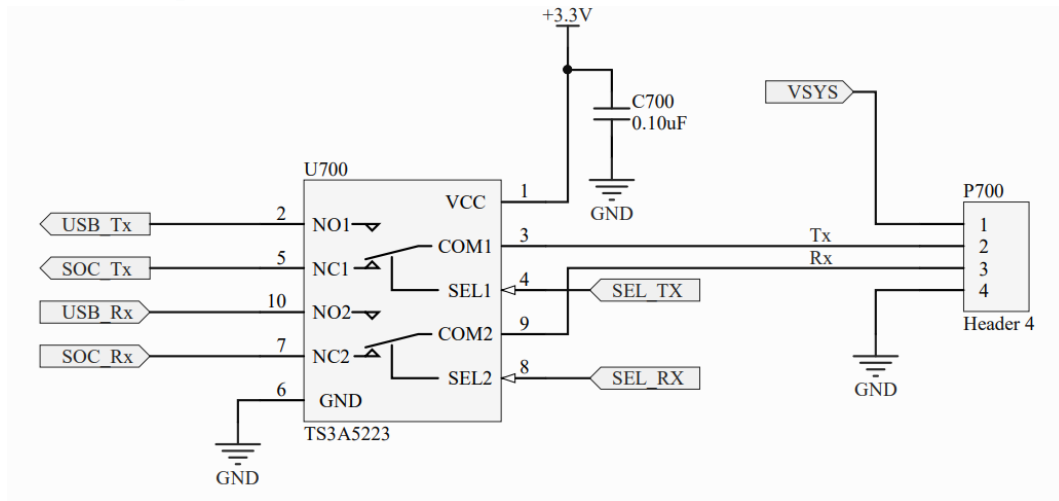 +3.3V
VSYS
C700
0.10uF
U700
P700
VCC
1
GND
USB_Tx
2
NO1
1
COM1
3
Tx
2
SOC_Tx
5
NC1
Rx
3
SEL1
4
SEL_TX
4
USB_Rx
10
NO2
COM2
9
Header 4
SOC_Rx
7
NC2
SEL2
8
SEL_RX
GND
6
GND
TS3A5223
GND